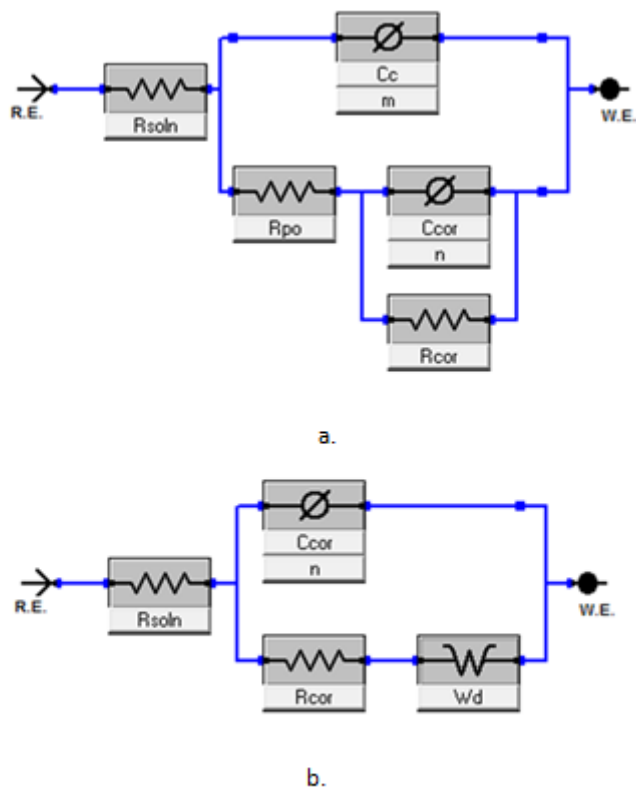 Cc
m
R.E.
Rsoln
W.E.
Rpo
Ccor
n
Rcor
a.
Ccor
n
R.E.
Rsoln
W.E.
Rcor
Wd
b.